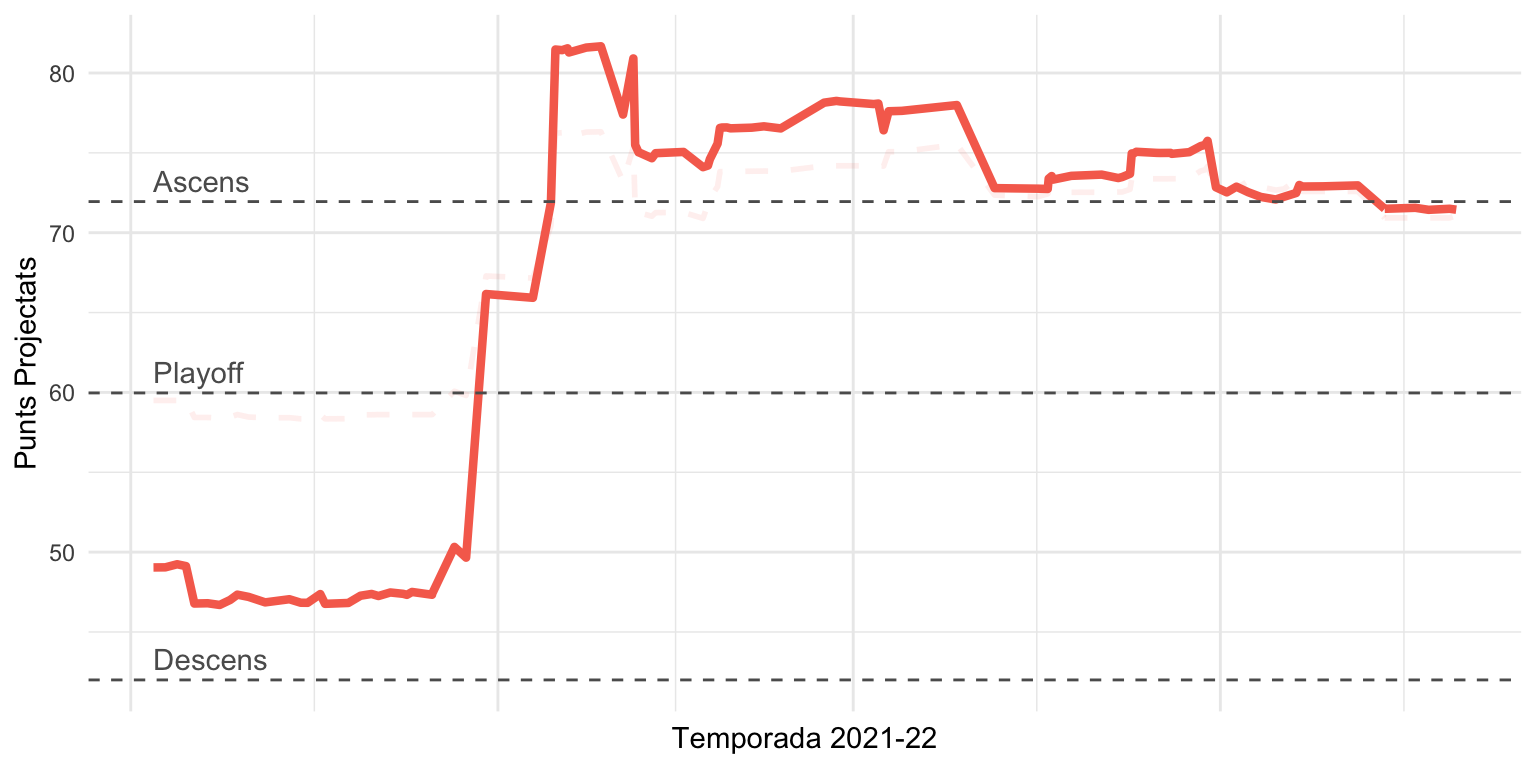 80
Ascens
70
Playoff
60
50
Descens
Punts Projectats
Temporada 2021-22